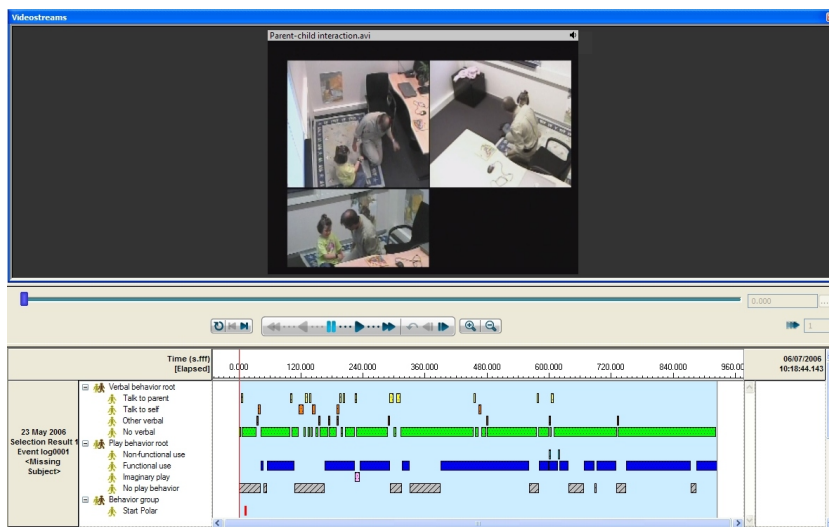 Videostreams
Parent-child interaction.avi
0.000
...
1
Time (s.fff)
[Elapsed]
0.000 120.000 240.000 360.000 480.000 600.000 720.000 840.000 960.00
06/07/2006
10:18:44.143
23 May 2006
Selection Result 1
Event log0001
<Missing
Subject>
Verbal behavior root
Talk to parent
Talk to self
Other verbal
No verbal
Play behavior root
Non-functional use
Functional use
Imaginary play
No play behavior
Behavior group
Start Polar